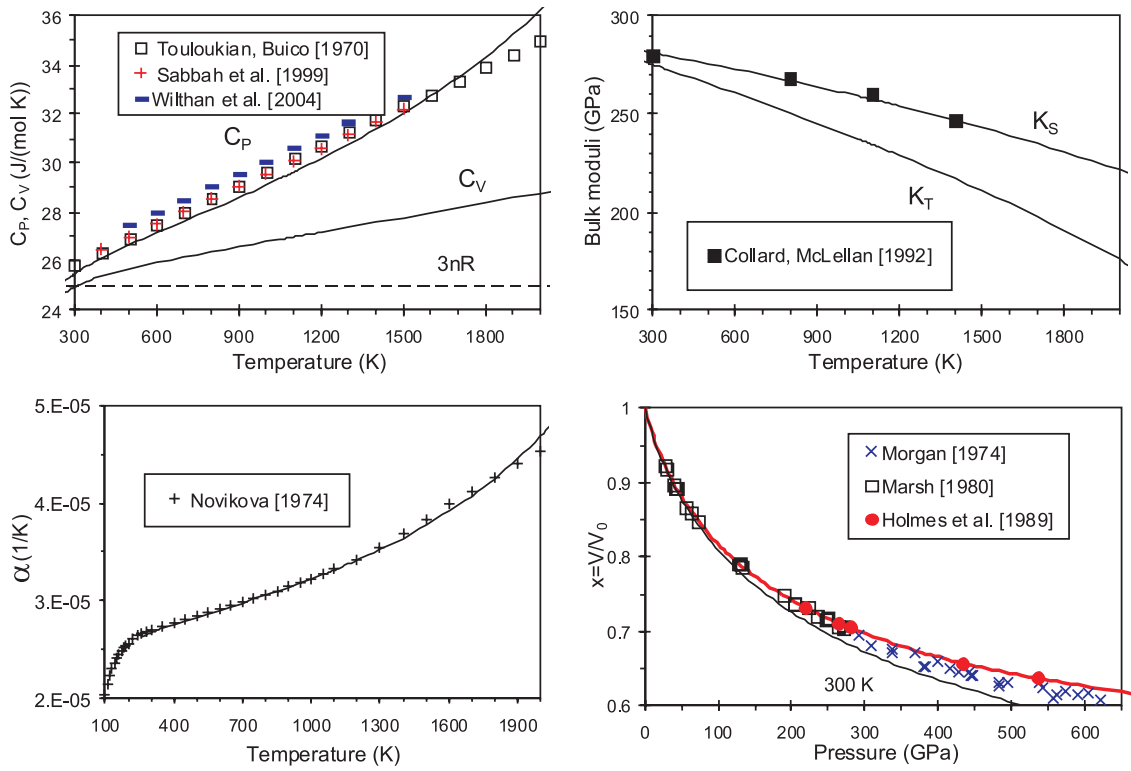 36
34
32
30
28
26
24
C_P, C_V (J/(mol K))
Touloukian, Buico [1970]
Sabbah et al. [1999]
Wilthan et al. [2004]
C_P
C_V
3nR
300 600 900 1200 1500 1800
Temperature (K)
300
250
200
150
Bulk moduli (GPa)
K_S
K_T
Collard, McLellan [1992]
300 600 900 1200 1500 1800
Temperature (K)
5.E-05
4.E-05
3.E-05
2.E-05
α(1/K)
Novikova [1974]
100 400 700 1000 1300 1600 1900
Temperature (K)
1
0.9
0.8
0.7
0.6
x=V/V_0
Morgan [1974]
Marsh [1980]
Holmes et al. [1989]
300 K
0 100 200 300 400 500 600
Pressure (GPa)